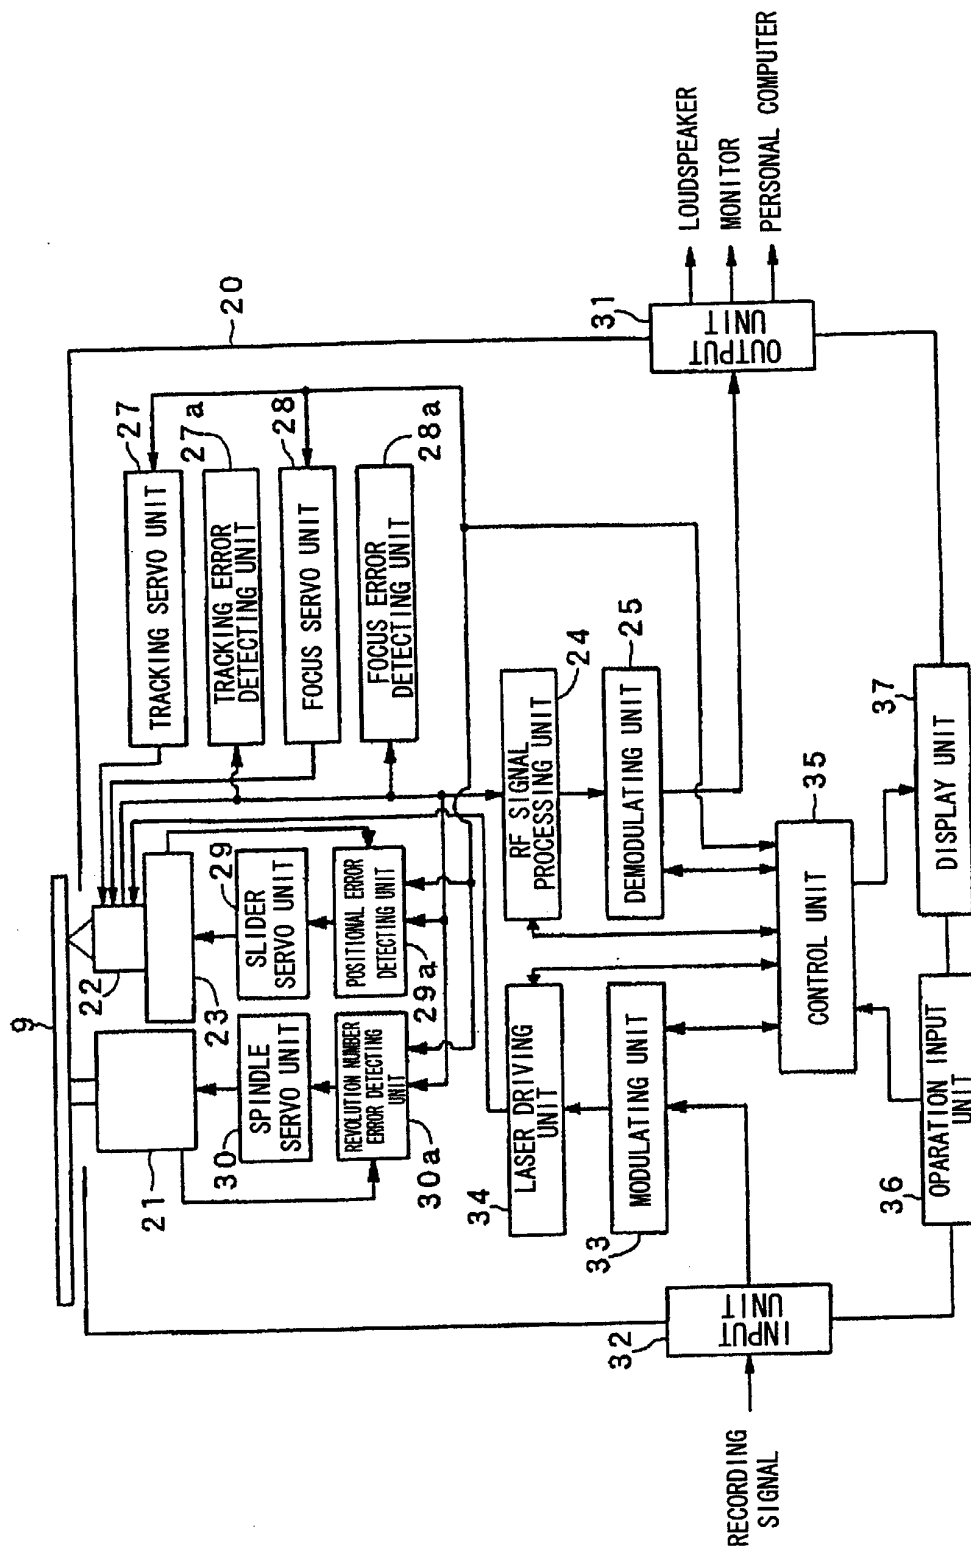 9
22
21
23
20
TRACKING SERVO UNIT
27
TRACKING ERROR
DETECTING UNIT
27a
FOCUS SERVO UNIT
28
FOCUS ERROR
DETECTING UNIT
28a
SLIDER
SERVO UNIT
29
POSITIONAL ERROR
DETECTING UNIT
29a
SPINDLE
SERVO UNIT
30
REVOLUTION NUMBER
ERROR DETECTING
UNIT
30a
RF SIGNAL
PROCESSING UNIT
24
DEMODULATING UNIT
25
LASER DRIVING
UNIT
34
MODULATING UNIT
33
CONTROL UNIT
35
INPUT
UNIT
32
RECORDING
SIGNAL
OUTPUT
UNIT
31
LOUDSPEAKER
MONITOR
PERSONAL COMPUTER
OPARATION INPUT
UNIT
36
DISPLAY UNIT
37